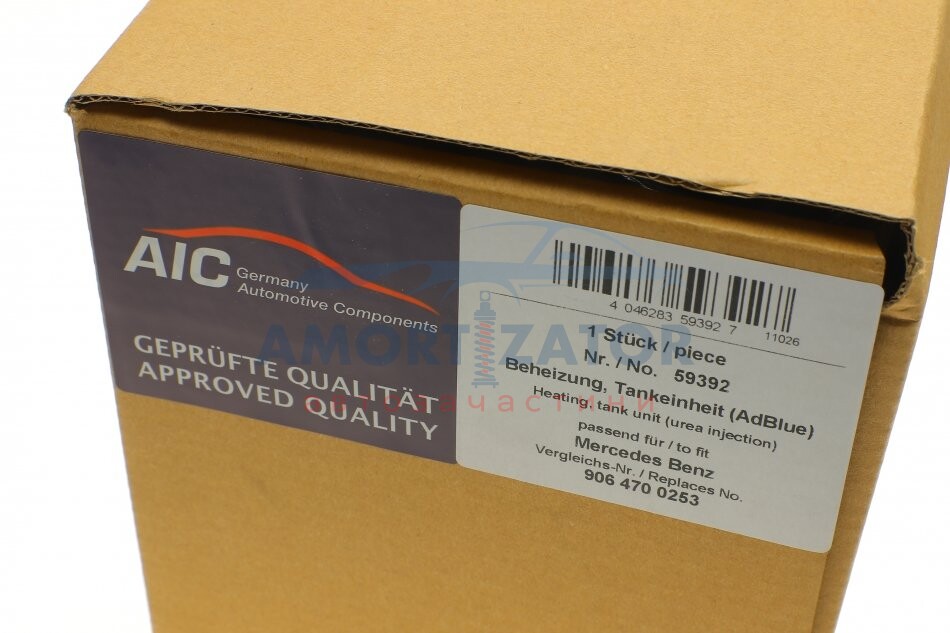 AIC Germany
Automotive Components
GEPRÜFTE QUALITÄT
APPROVED QUALITY
4 046283 59392 7
11026
1 Stück / piece
Nr. / No. 59392
Beheizung, Tankeinheit (AdBlue)
Heating, tank unit (urea injection)
passend für / to fit
Mercedes Benz
Vergleichs-Nr. / Replaces No.
906 470 0253
AMORTIZATOR
автозапчастини